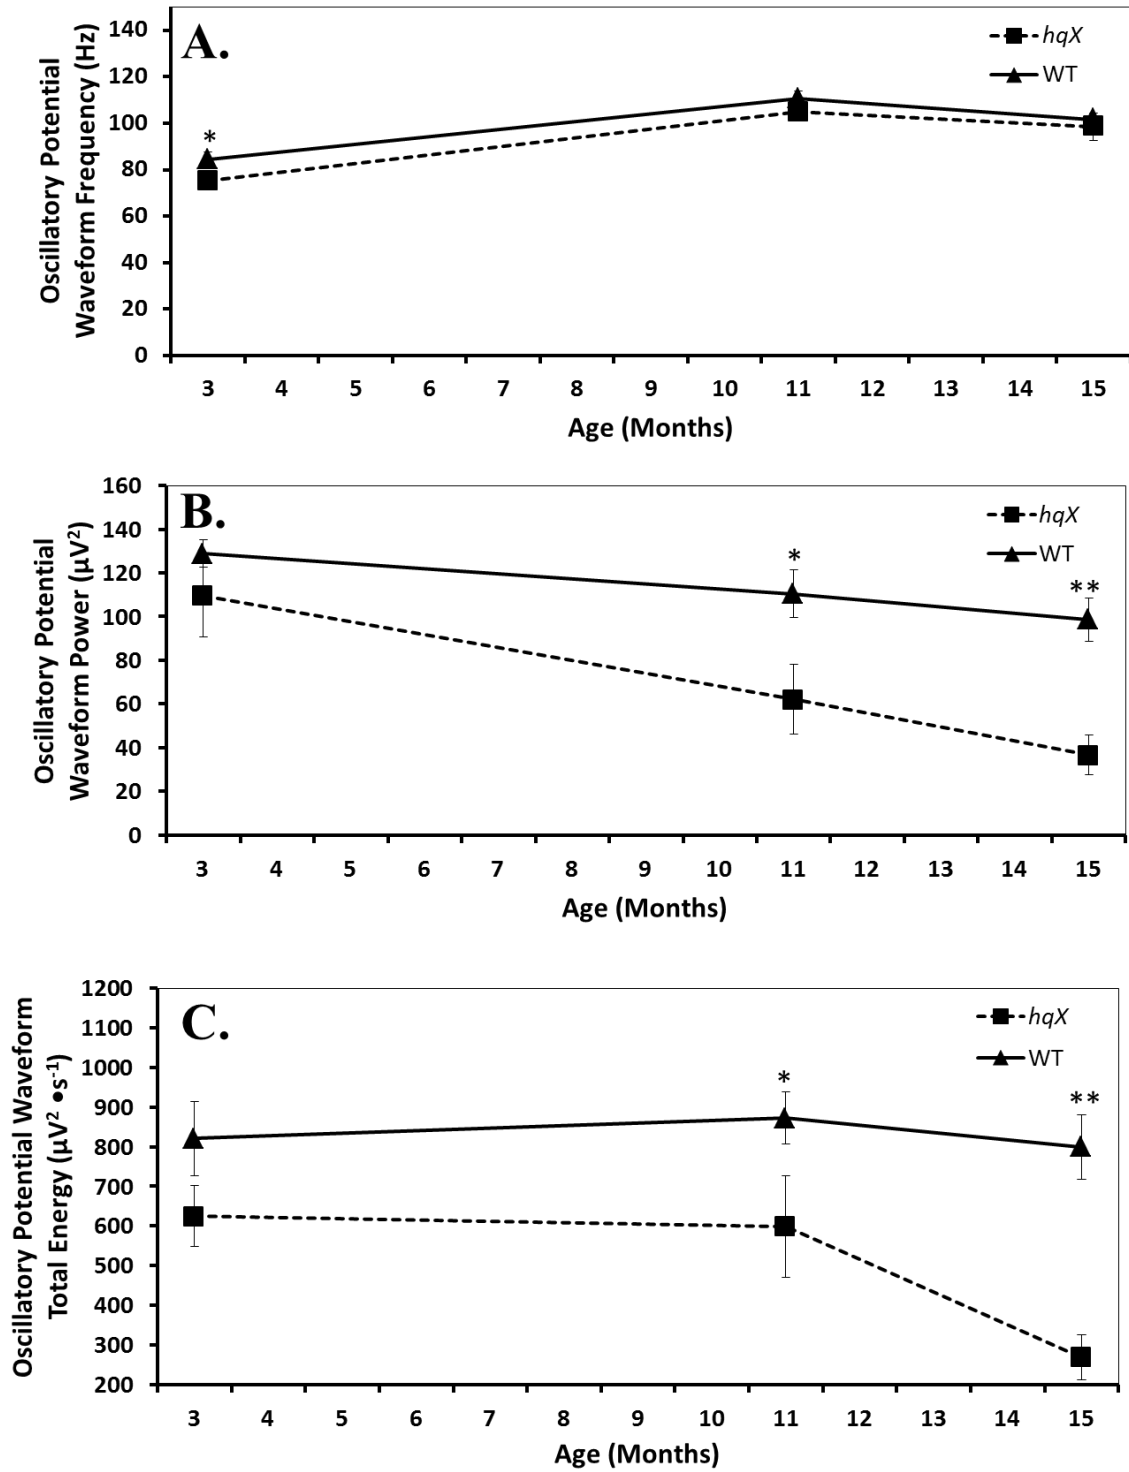 A.
Oscillatory Potential
Waveform Frequency (Hz)
140
120
100
80
60
40
20
0
*
hqX
WT
3 4 5 6 7 8 9 10 11 12 13 14 15
Age (Months)
B.
Oscillatory Potential
Waveform Power (µV²)
160
140
120
100
80
60
40
20
0
hqX
WT
*
**
3 4 5 6 7 8 9 10 11 12 13 14 15
Age (Months)
C.
Oscillatory Potential Waveform
Total Energy (µV² •s⁻¹)
1200
1100
1000
900
800
700
600
500
400
300
200
hqX
WT
*
**
3 4 5 6 7 8 9 10 11 12 13 14 15
Age (Months)